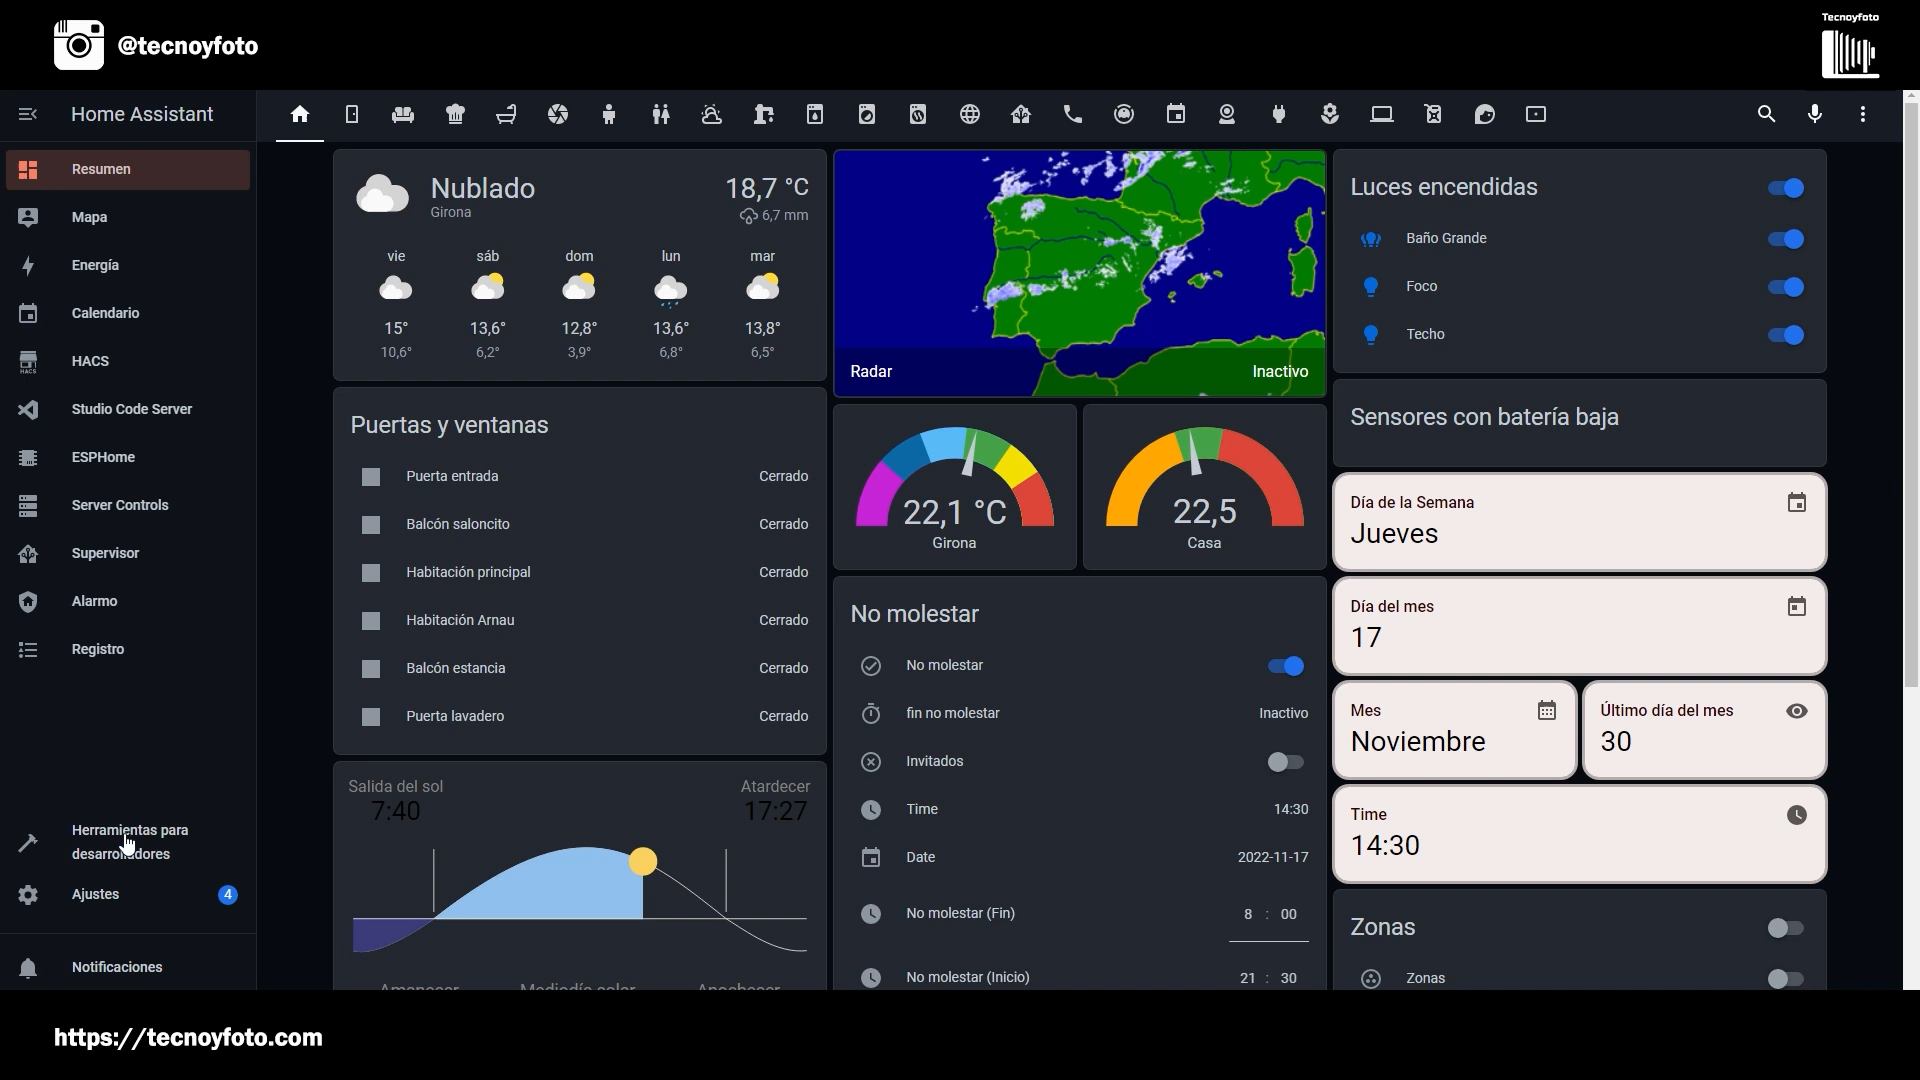 @tecnoyfoto
Tecnoyfoto
Home Assistant
Resumen
Mapa
Energía
Calendario
HACS
HACS
Studio Code Server
ESPHome
Server Controls
Supervisor
Alarmo
Registro
Herramientas para
desarrolladores
Ajustes
4
Notificaciones
Nublado
Girona
18,7 °C
6,7 mm
vie sáb dom lun mar
15° 13,6° 12,8° 13,6° 13,8°
10,6° 6,2° 3,9° 6,8° 6,5°
Puertas y ventanas
Puerta entrada Cerrado
Balcón saloncito Cerrado
Habitación principal Cerrado
Habitación Arnau Cerrado
Balcón estancia Cerrado
Puerta lavadero Cerrado
Salida del sol Atardecer
7:40 17:27
Amanecer Mediodía solar Anochecer
Radar Inactivo
22,1 °C
Girona
22,5
Casa
No molestar
No molestar
fin no molestar Inactivo
Invitados
Time 14:30
Date 2022-11-17
No molestar (Fin) 8 : 00
No molestar (Inicio) 21 : 30
Luces encendidas
Baño Grande
Foco
Techo
Sensores con batería baja
Día de la Semana
Jueves
Día del mes
17
Mes
Noviembre
Último día del mes
30
Time
14:30
Zonas
Zonas
https://tecnoyfoto.com